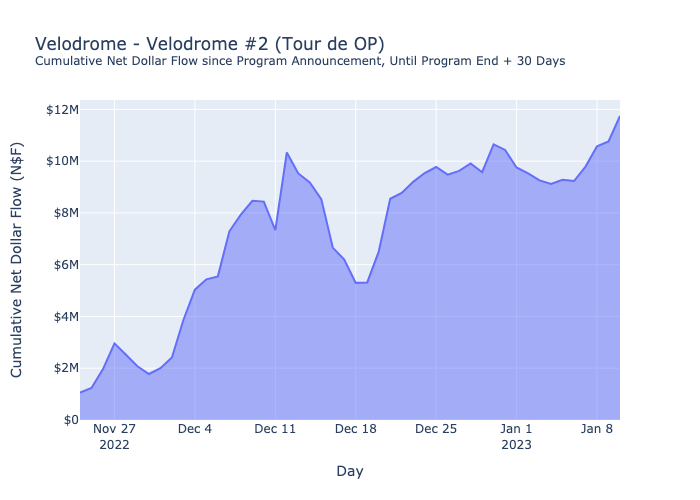 Velodrome - Velodrome #2 (Tour de OP)
Cumulative Net Dollar Flow since Program Announcement, Until Program End + 30 Days
Cumulative Net Dollar Flow (N$F)
$12M
$10M
$8M
$6M
$4M
$2M
$0
Nov 27 Dec 4 Dec 11 Dec 18 Dec 25 Jan 1 Jan 8
2022 2023
Day